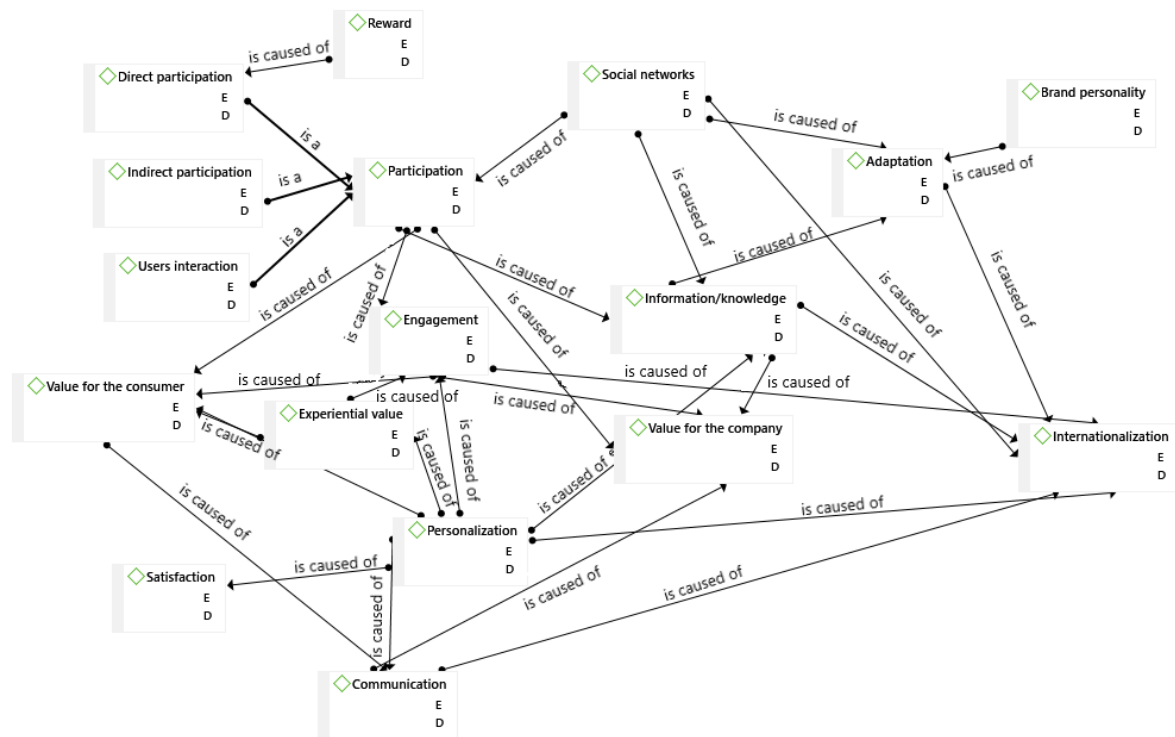 Reward
E
D
is caused of
Direct participation
E
D
Social networks
E
D
Brand personality
E
D
is caused of
is a
is caused of
Adaptation
E
D
is caused of
Indirect participation
E
D
is a
Participation
E
D
is a
Users interaction
E
D
is caused of
is caused of
is caused of
is caused of
is caused of
is caused of
is caused of
is caused of
Information/knowledge
E
D
is caused of
Engagement
E
D
is caused of
is caused of
is caused of
is caused of
Value for the consumer
E
D
is caused of
is caused of
Experiential value
E
D
is caused of
is caused of
is caused of
Value for the company
E
D
Internationalization
E
D
is caused of
is caused of
Personalization
E
D
is caused of
is caused of
Satisfaction
E
D
is caused of
is caused of
is caused of
is caused of
Communication
E
D